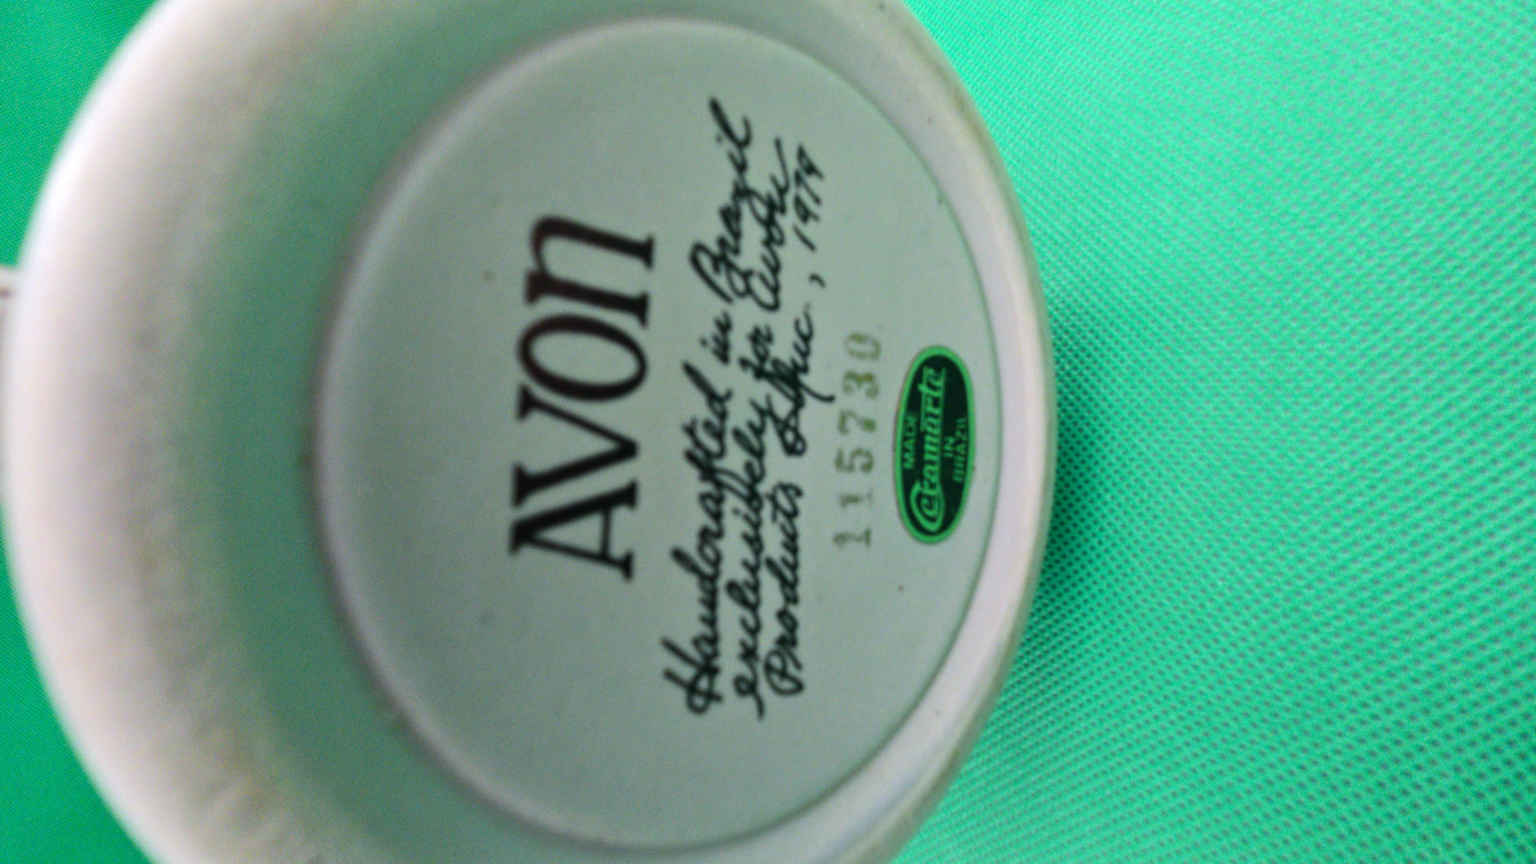 AVON
Handcrafted in Brazil
exclusively for Avon
Products Inc., 1979
115730
MADE
Ceramarte
IN
BRAZIL